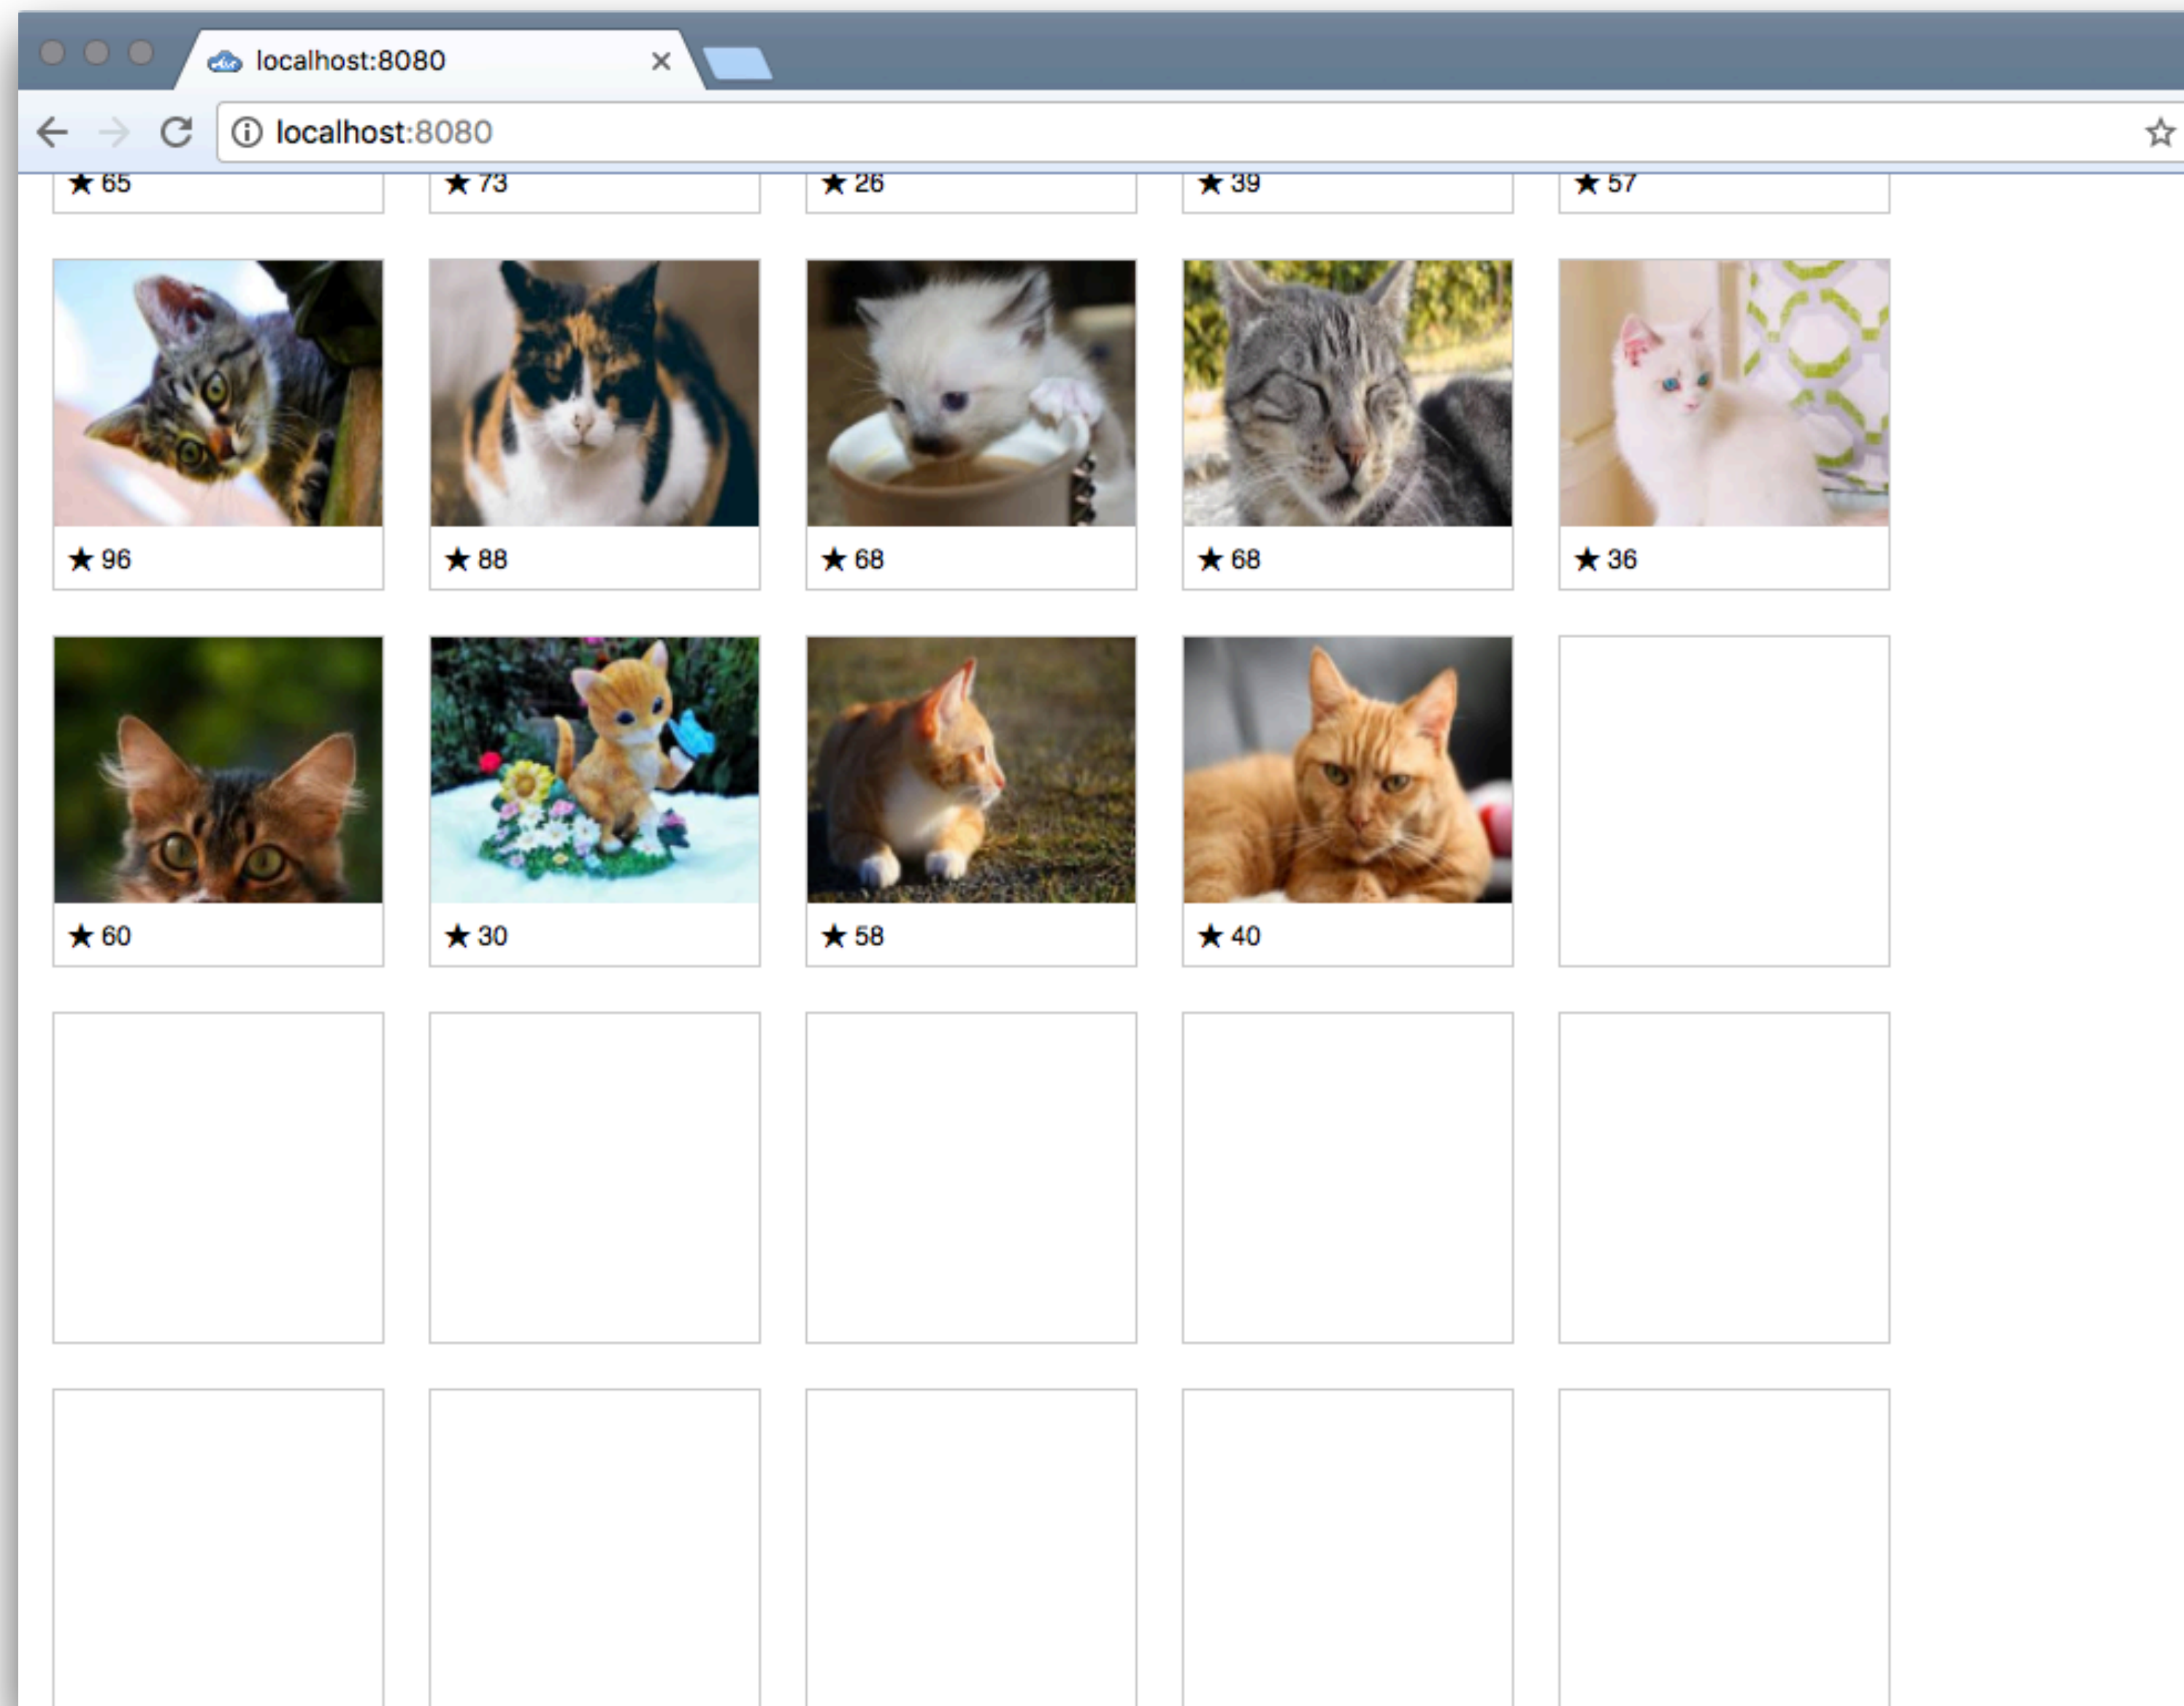 localhost:8080
localhost:8080
★ 65 ★ 73 ★ 26 ★ 39 ★ 57
★ 96 ★ 88 ★ 68 ★ 68 ★ 36
★ 60 ★ 30 ★ 58 ★ 40